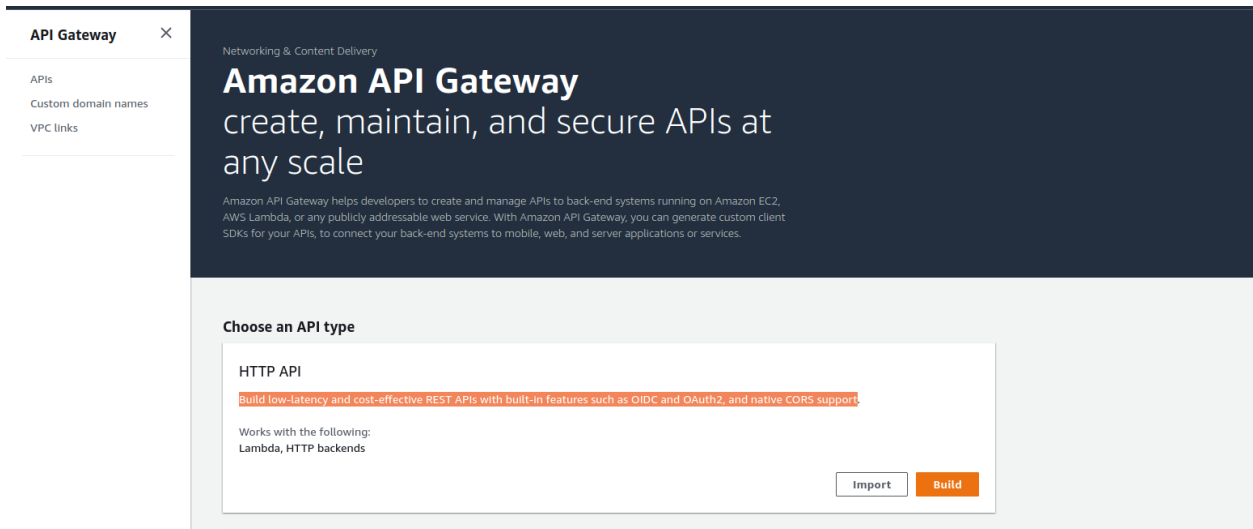 API Gateway
APIs
Custom domain names
VPC links
Networking & Content Delivery
Amazon API Gateway
create, maintain, and secure APIs at
any scale
Amazon API Gateway helps developers to create and manage APIs to back-end systems running on Amazon EC2,
AWS Lambda, or any publicly addressable web service. With Amazon API Gateway, you can generate custom client
SDKs for your APIs, to connect your back-end systems to mobile, web, and server applications or services.
Choose an API type
HTTP API
Build low-latency and cost-effective REST APIs with built-in features such as OIDC and OAuth2, and native CORS support.
Works with the following:
Lambda, HTTP backends
Import
Build